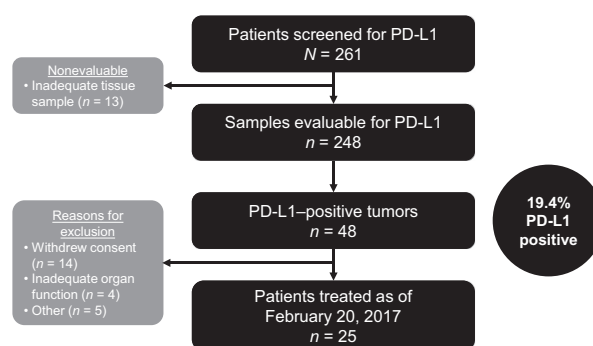 Patients screened for PD-L1
N = 261
Nonevaluable
• Inadequate tissue
sample (n = 13)
Samples evaluable for PD-L1
n = 248
PD-L1–positive tumors
n = 48
19.4%
PD-L1
positive
Reasons for
exclusion
• Withdrew consent
(n = 14)
• Inadequate organ
function (n = 4)
• Other (n = 5)
Patients treated as of
February 20, 2017
n = 25